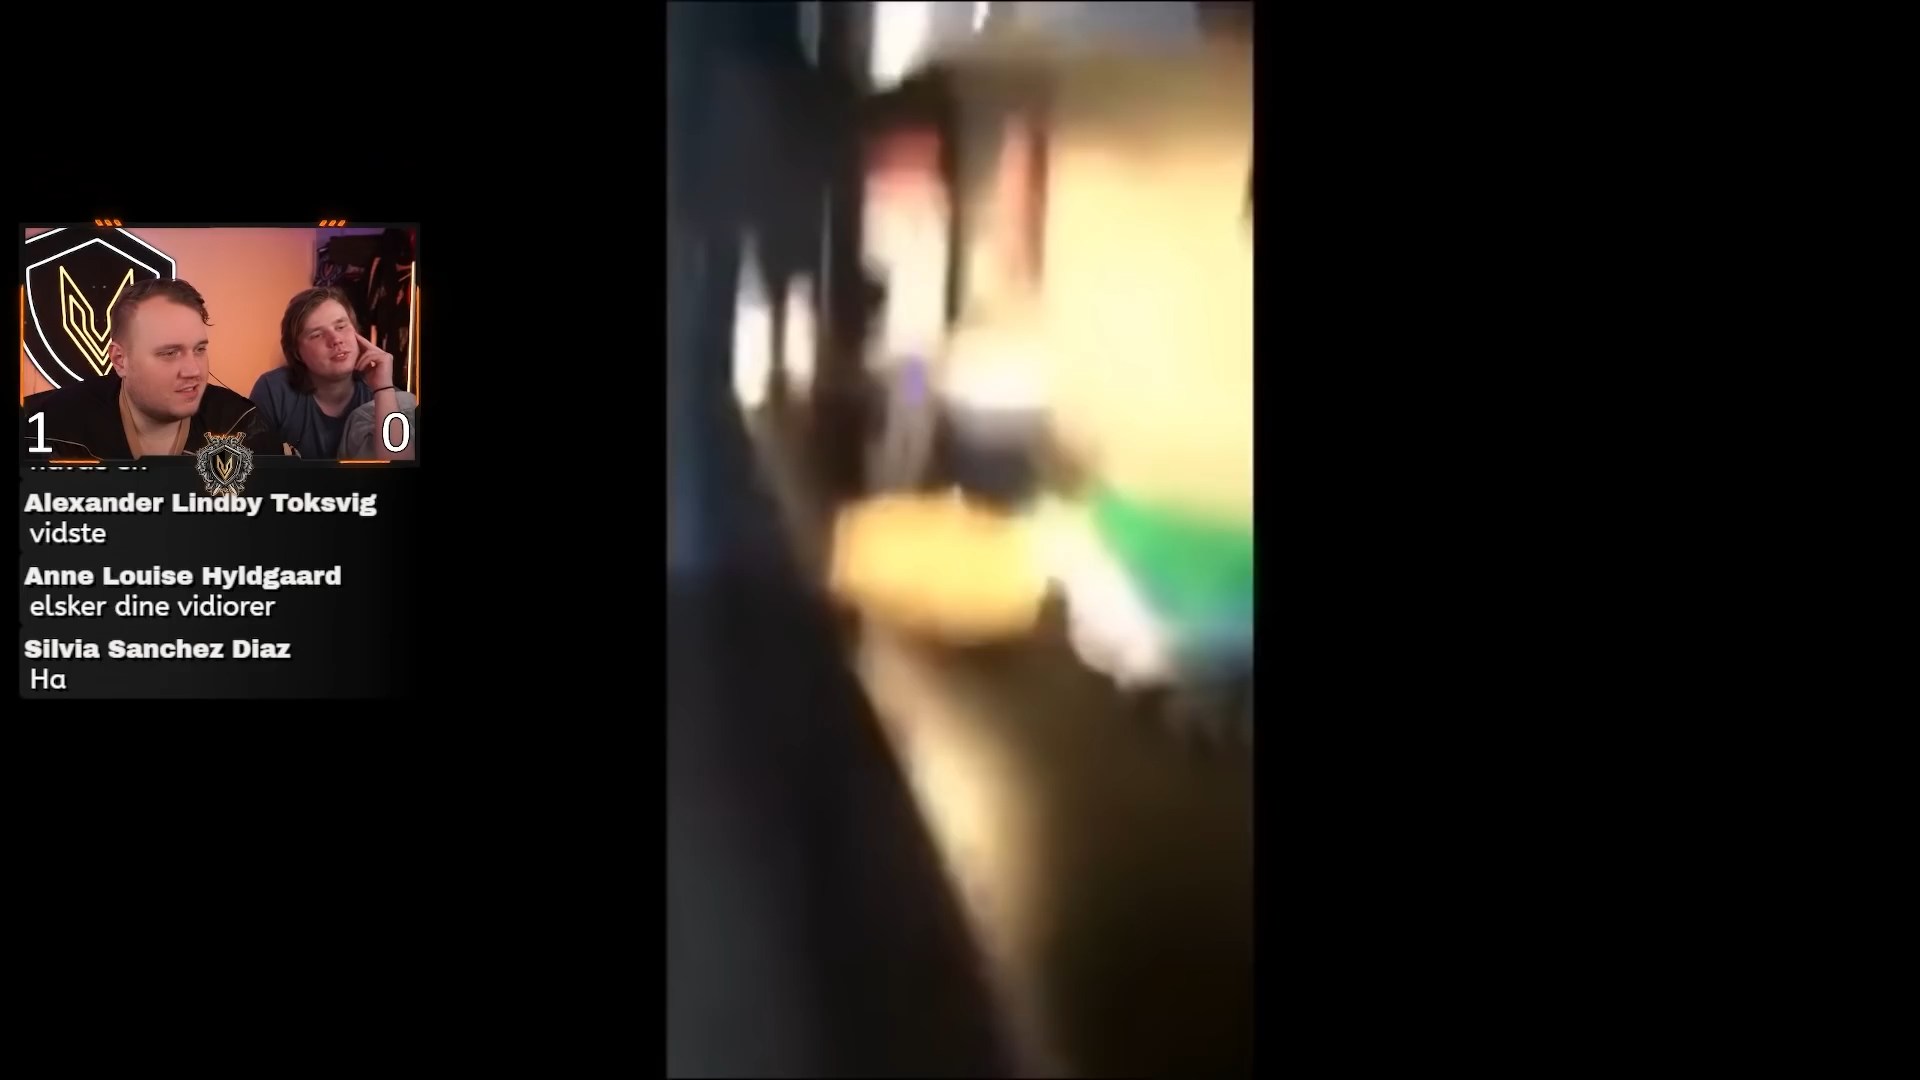 1
0
Alexander Lindby Toksvig
vidste
Anne Louise Hyldgaard
elsker dine vidiorer
Silvia Sanchez Diaz
Ha